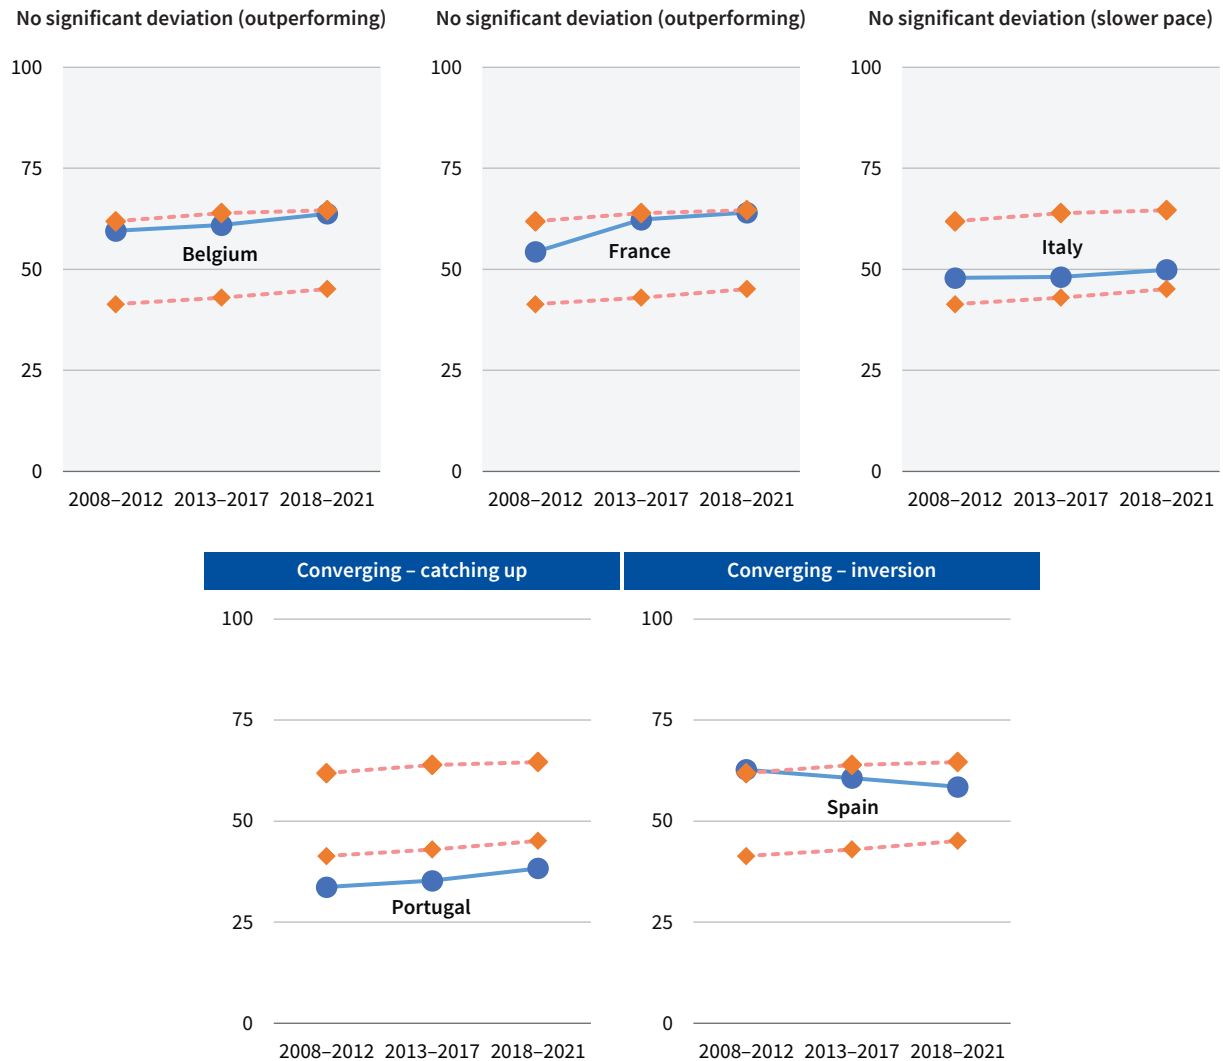 No significant deviation (outperforming)
No significant deviation (outperforming)
No significant deviation (slower pace)
100
75
50
25
0
Belgium
2008–2012 2013–2017 2018–2021
100
75
50
25
0
France
2008–2012 2013–2017 2018–2021
100
75
50
25
0
Italy
2008–2012 2013–2017 2018–2021
Converging – catching up
Converging – inversion
100
75
50
25
0
Portugal
2008–2012 2013–2017 2018–2021
100
75
50
25
0
Spain
2008–2012 2013–2017 2018–2021